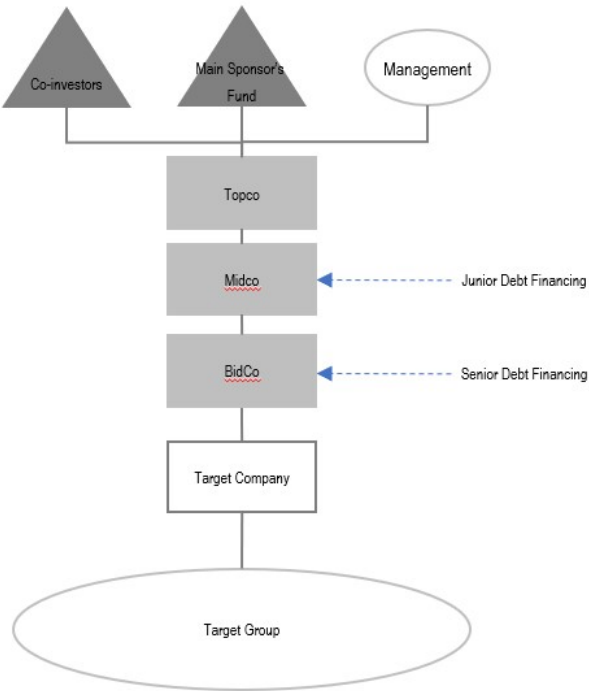 Co-investors
Main Sponsor's
Fund
Management
Topco
Midco
Junior Debt Financing
BidCo
Senior Debt Financing
Target Company
Target Group